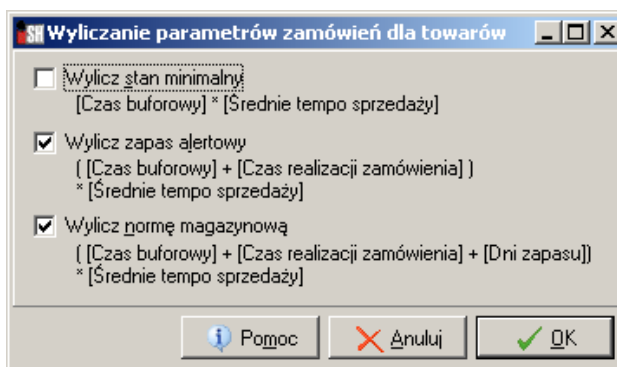 SH Wyliczanie parametrów zamówień dla towarów
Wylicz stan minimalny
[Czas buforowy] * [Średnie tempo sprzedaży]
Wylicz zapas alertowy
( [Czas buforowy] + [Czas realizacji zamówienia] )
* [Średnie tempo sprzedaży]
Wylicz normę magazynową
( [Czas buforowy] + [Czas realizacji zamówienia] + [Dni zapasu])
* [Średnie tempo sprzedaży]
Pomoc Anuluj OK